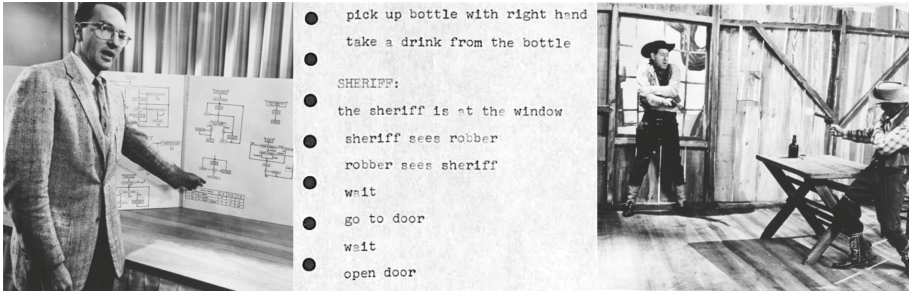 pick up bottle with right hand
take a drink from the bottle
SHERIFF:
the sheriff is at the window
sheriff sees robber
robber sees sheriff
wait
go to door
wait
open door